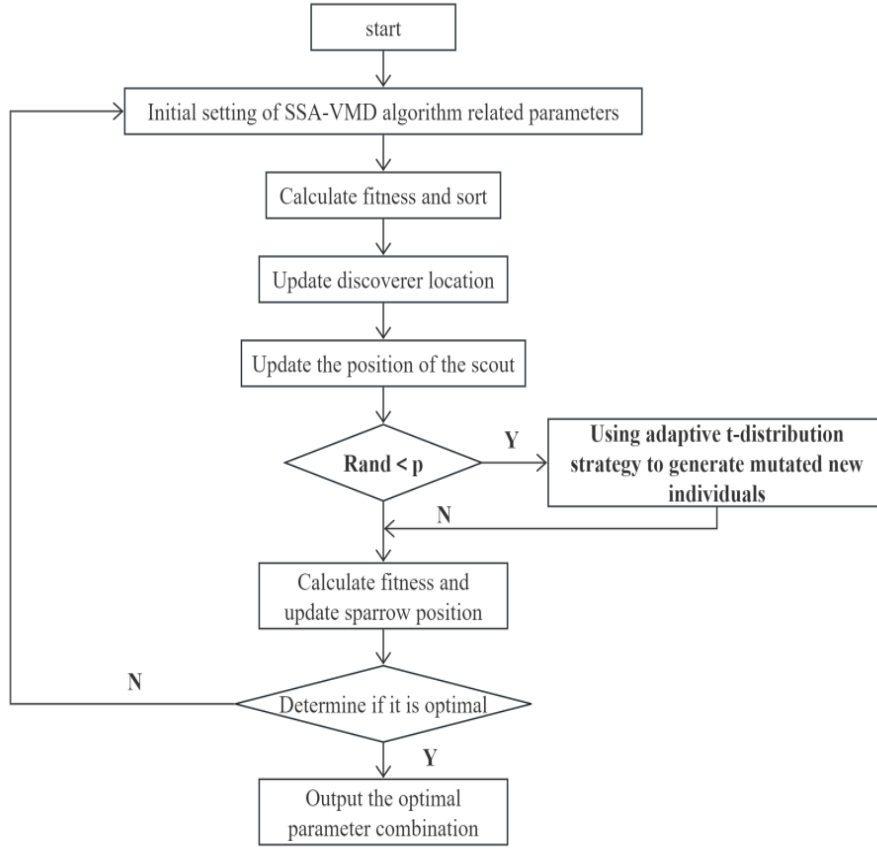 start
Initial setting of SSA-VMD algorithm related parameters
Calculate fitness and sort
Update discoverer location
Update the position of the scout
Rand < p
Y
Using adaptive t-distribution
strategy to generate mutated new
individuals
N
Calculate fitness and
update sparrow position
N
Determine if it is optimal
Y
Output the optimal
parameter combination